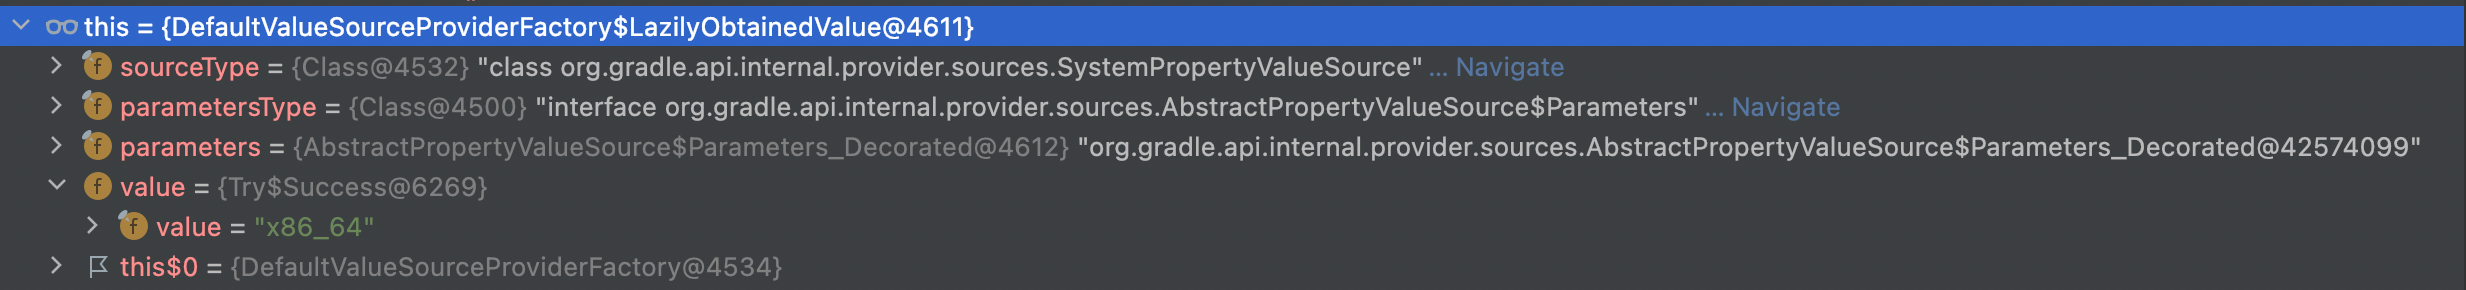 this = {DefaultValueSourceProviderFactory$LazilyObtainedValue@4611}
f sourceType = {Class@4532} "class org.gradle.api.internal.provider.sources.SystemPropertyValueSource" ... Navigate
f parametersType = {Class@4500} "interface org.gradle.api.internal.provider.sources.AbstractPropertyValueSource$Parameters" ... Navigate
f parameters = {AbstractPropertyValueSource$Parameters_Decorated@4612} "org.gradle.api.internal.provider.sources.AbstractPropertyValueSource$Parameters_Decorated@42574099"
f value = {Try$Success@6269}
f value = "x86_64"
this$0 = {DefaultValueSourceProviderFactory@4534}